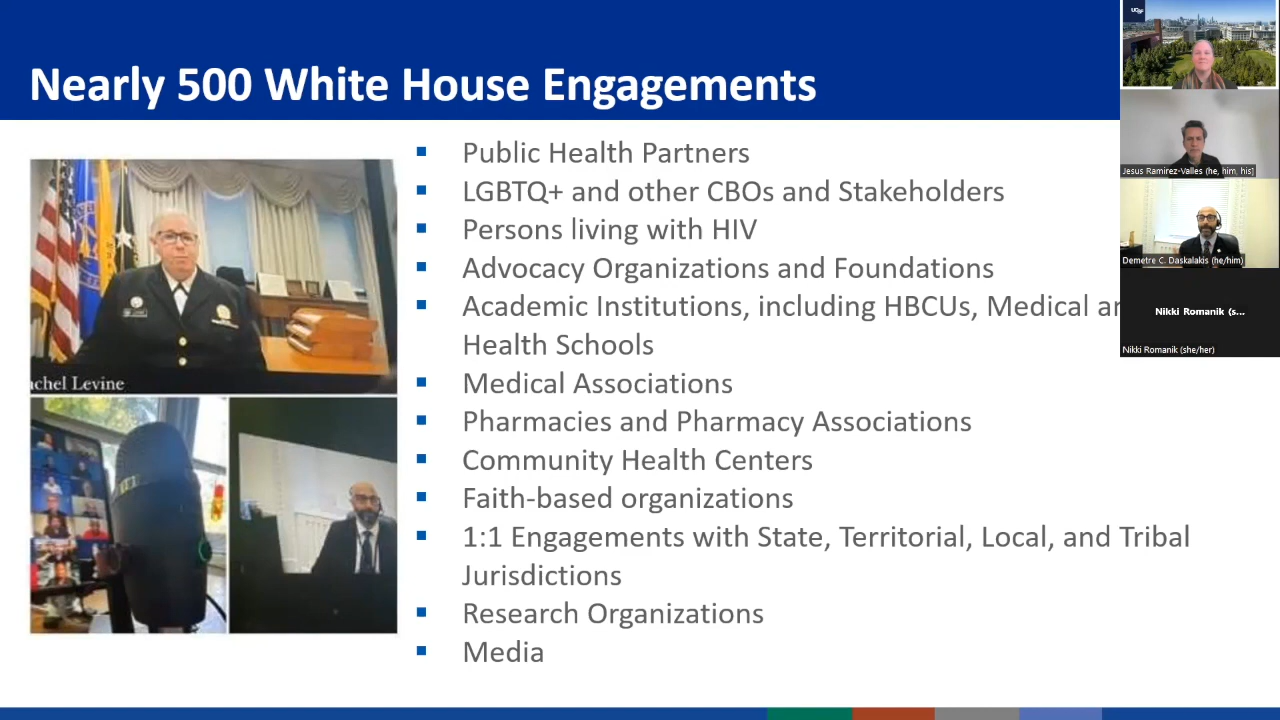 Nearly 500 White House Engagements
Public Health Partners
LGBTQ+ and other CBOs and Stakeholders
Persons living with HIV
Advocacy Organizations and Foundations
Academic Institutions, including HBCUs, Medical
Health Schools
Medical Associations
Pharmacies and Pharmacy Associations
Community Health Centers
Faith-based organizations
1:1 Engagements with State, Territorial, Local, and Tribal
Jurisdictions
Research Organizations
Media
achel Levine
UCSF
Jesus Ramirez-Valles (he, him, his)
Demetre C. Daskalakis (he/him)
Nikki Romanik (s...
Nikki Romanik (she/her)